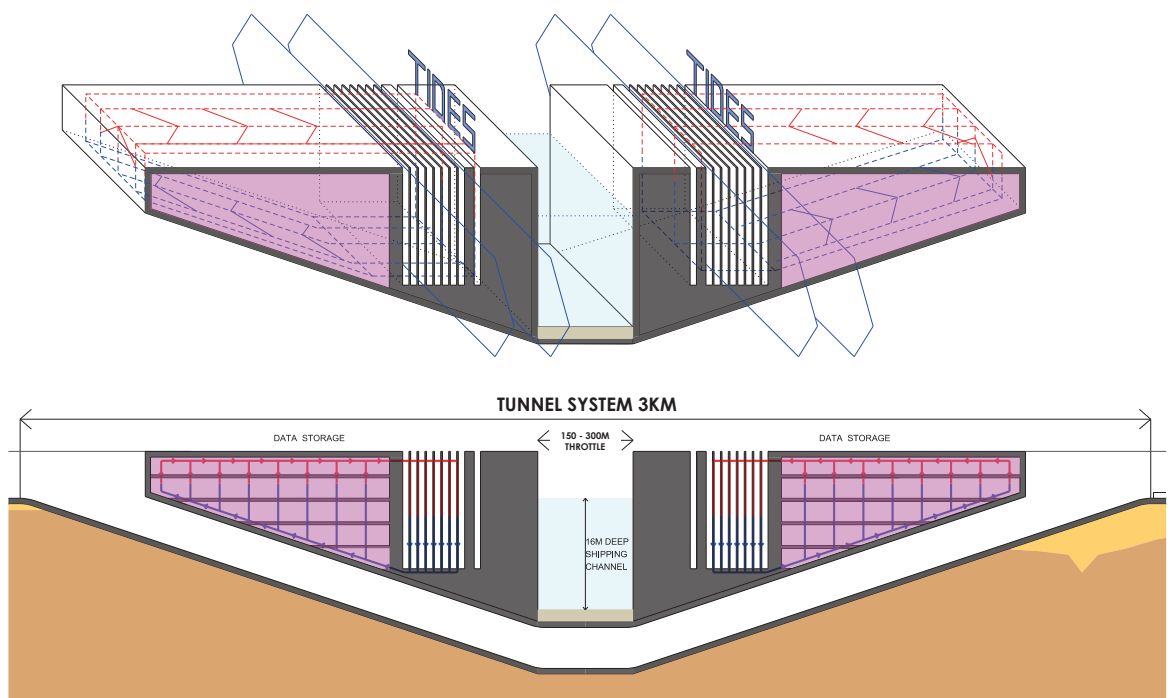 TIDES
TIDES
TUNNEL SYSTEM 3KM
DATA STORAGE
150 - 300M
THROTTLE
DATA STORAGE
16M DEEP
SHIPPING
CHANNEL